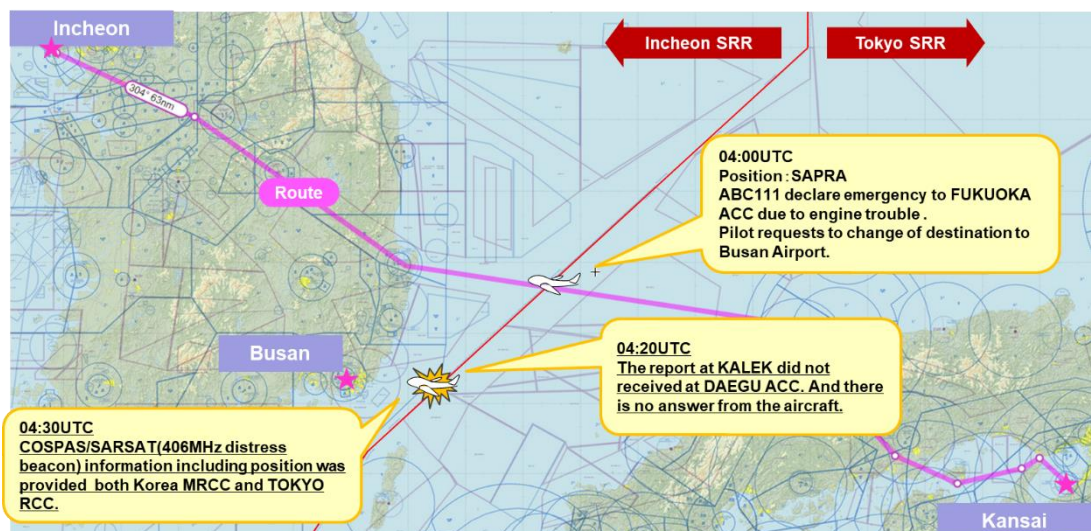 Incheon
Incheon SRR
Tokyo SRR
304° 63nm
Route
04:00UTC
Position : SAPRA
ABC111 declare emergency to FUKUOKA
ACC due to engine trouble .
Pilot requests to change of destination to
Busan Airport.
Busan
04:20UTC
The report at KALEK did not
received at DAEGU ACC. And there
is no answer from the aircraft.
04:30UTC
COSPAS/SARSAT(406MHz distress
beacon) information including position was
provided both Korea MRCC and TOKYO
RCC.
Kansai